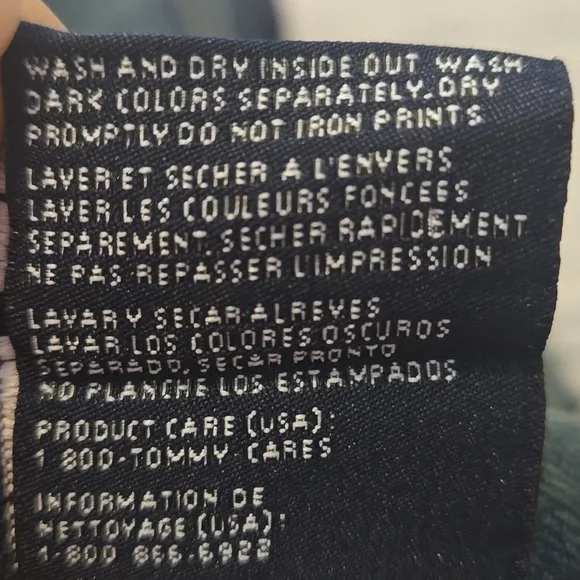 WASH AND DRY INSIDE OUT. WASH
DARK COLORS SEPARATELY. DRY
PROMPTLY DO NOT IRON PRINTS
LAVER ET SECHER A L'ENVERS
LAVER LES COULEURS FONCEES
SEPAREMENT. SECHER RAPIDEMENT
NE PAS REPASSER L'IMPRESSION
LAVAR Y SECAR AL REVES
LAVAR LOS COLORES OSCUROS
SEPARADO. SECAR PRONTO
NO PLANCHE LOS ESTAMPADOS
PRODUCT CARE (USA):
1 800-TOMMY CARES
INFORMATION DE
NETTOYAGE (USA):
1-800 866-6922